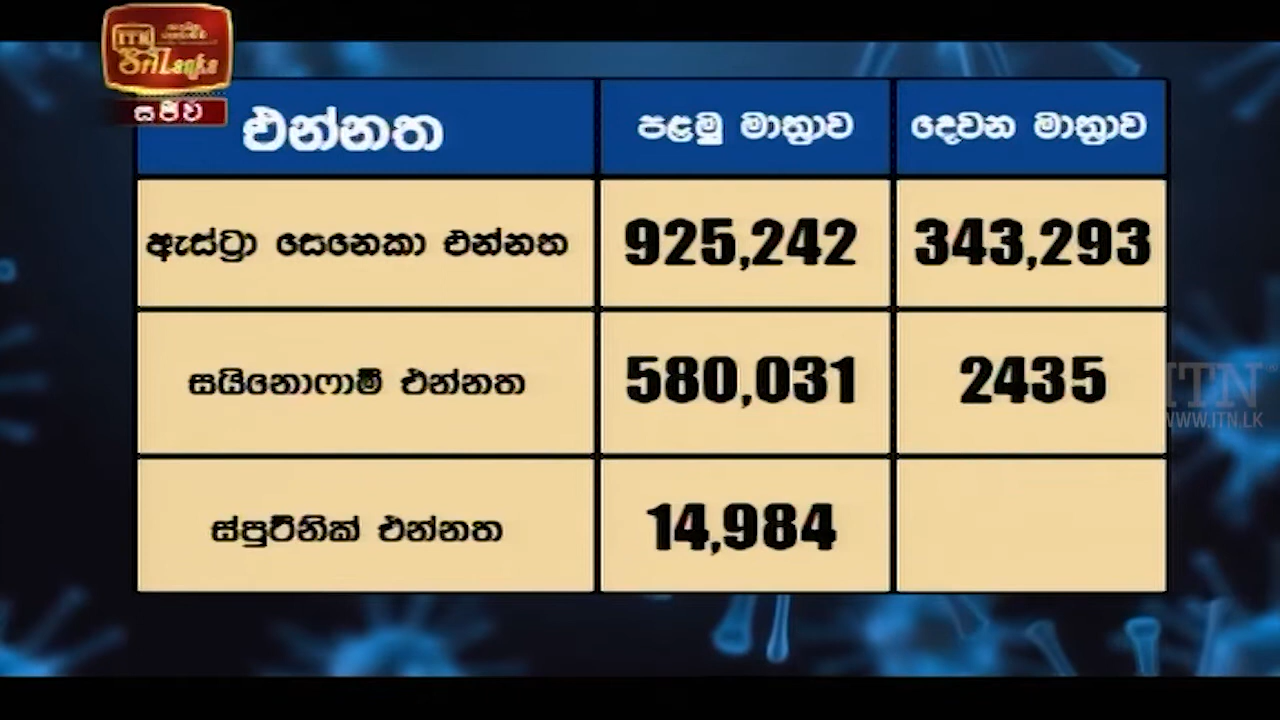 ITN
Sri Lanka
සජීව
එන්නත පළමු මාත්‍රාව දෙවන මාත්‍රාව
ඇස්ට්‍රා සෙනෙකා එන්නත 925,242 343,293
සයිනොෆාම් එන්නත 580,031 2435
ස්පුට්නික් එන්නත 14,984
ITN
WWW.ITN.LK